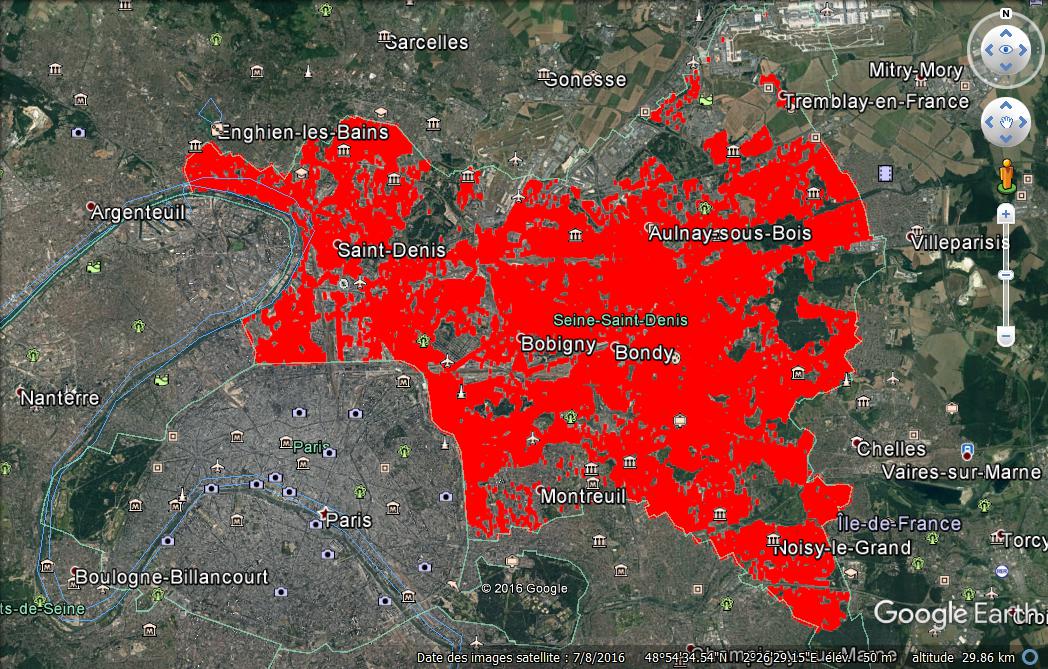 Sarcelles
N
Gonesse
Mitry-Mory
Tremblay-en-France
Enghien-les-Bains
Argenteuil
Aulnay-sous-Bois
Villeparisis
Saint-Denis
Seine-Saint-Denis
Bobigny
Bondy
Nanterre
Paris
Chelles
Vaires-sur-Marne
Montreuil
Paris
Île-de-France
Noisy-le-Grand
Torcy
Boulogne-Billancourt
© 2016 Google
ts-de-Seine
Google Earth
Croi
Date des images satellite : 7/8/2016 48°54'34.54"N 2°26'29.15"E élév. 50 m altitude 29.86 km